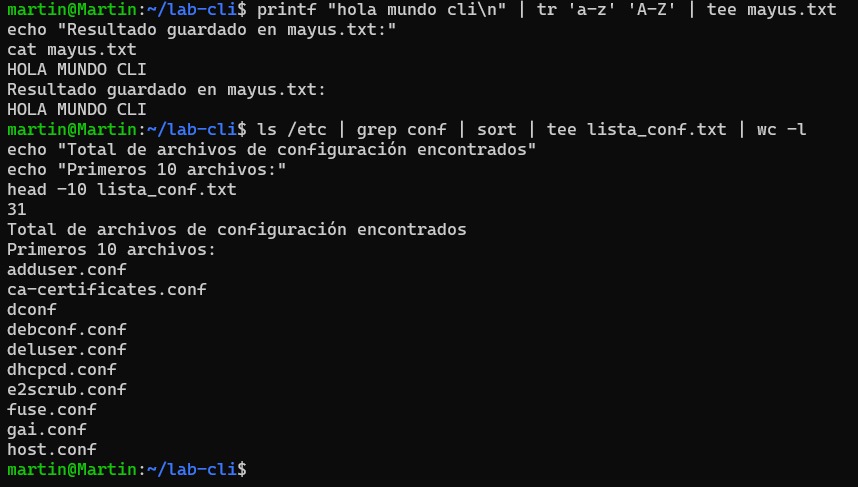 martin@Martin:~/lab-cli$ printf "hola mundo cli\n" | tr 'a-z' 'A-Z' | tee mayus.txt
echo "Resultado guardado en mayus.txt:"
cat mayus.txt
HOLA MUNDO CLI
Resultado guardado en mayus.txt:
HOLA MUNDO CLI
martin@Martin:~/lab-cli$ ls /etc | grep conf | sort | tee lista_conf.txt | wc -l
echo "Total de archivos de configuración encontrados"
echo "Primeros 10 archivos:"
head -10 lista_conf.txt
31
Total de archivos de configuración encontrados
Primeros 10 archivos:
adduser.conf
ca-certificates.conf
dconf
debconf.conf
deluser.conf
dhcpcd.conf
e2scrub.conf
fuse.conf
gai.conf
host.conf
martin@Martin:~/lab-cli$